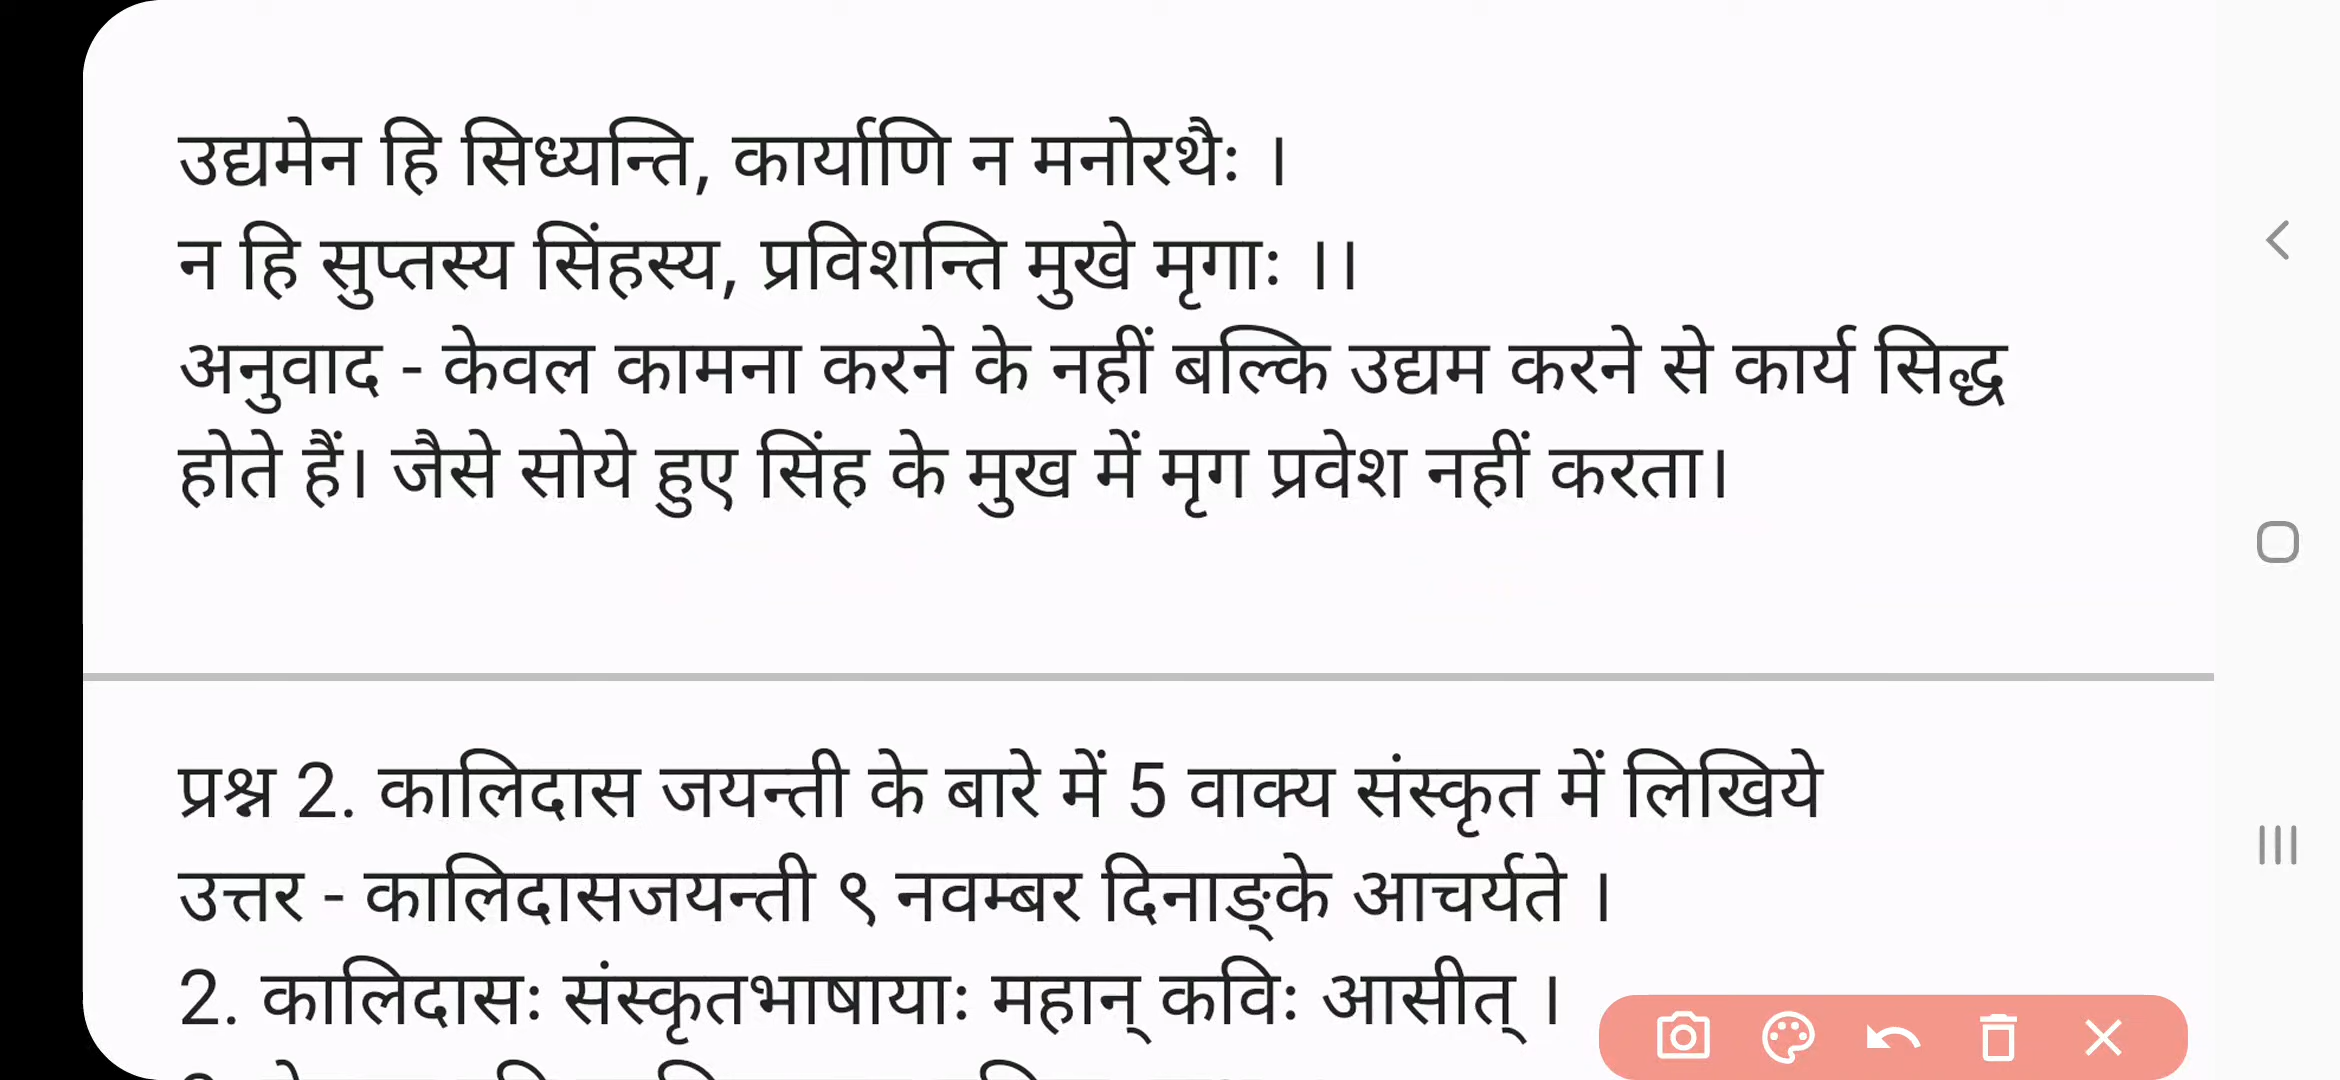 उद्यमेन हि सिध्यन्ति, कार्याणि न मनोरथैः ।
न हि सुप्तस्य सिंहस्य, प्रविशन्ति मुखे मृगाः ।।
अनुवाद - केवल कामना करने के नहीं बल्कि उद्यम करने से कार्य सिद्ध
होते हैं। जैसे सोये हुए सिंह के मुख में मृग प्रवेश नहीं करता।
प्रश्न 2. कालिदास जयन्ती के बारे में 5 वाक्य संस्कृत में लिखिये
उत्तर - कालिदासजयन्ती ९ नवम्बर दिनाङ्के आचर्यते ।
2. कालिदासः संस्कृतभाषायाः महान् कविः आसीत् ।